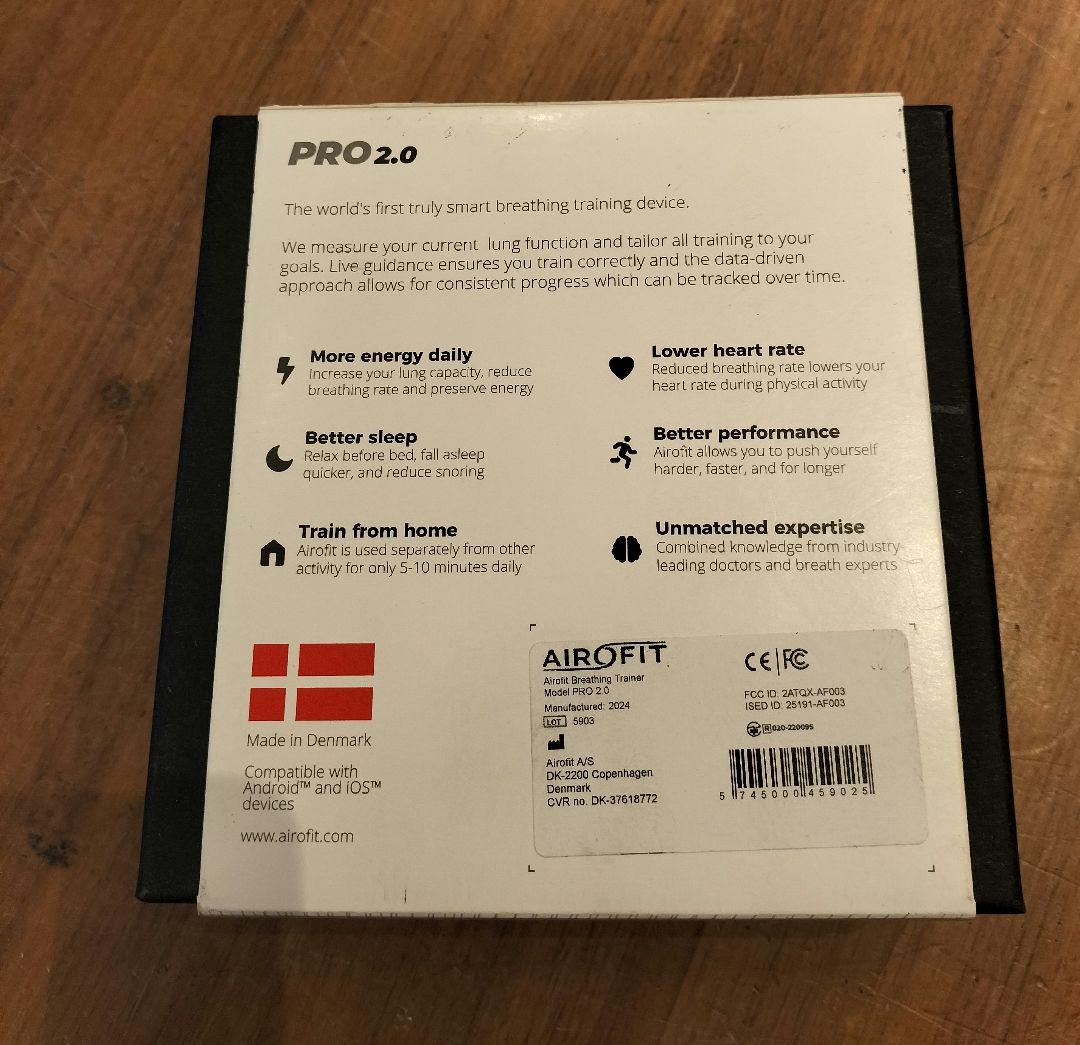 PRO 2.0
The world's first truly smart breathing training device.
We measure your current lung function and tailor all training to your
goals. Live guidance ensures you train correctly and the data-driven
approach allows for consistent progress which can be tracked over time.
More energy daily
Increase your lung capacity, reduce
breathing rate and preserve energy
Lower heart rate
Reduced breathing rate lowers your
heart rate during physical activity
Better sleep
Relax before bed, fall asleep
quicker, and reduce snoring
Better performance
Airofit allows you to push yourself
harder, faster, and for longer
Train from home
Airofit is used separately from other
activity for only 5-10 minutes daily
Unmatched expertise
Combined knowledge from industry-
leading doctors and breath experts
Made in Denmark
Compatible with
Android™ and iOS™
devices
www.airofit.com
AIROFIT
Airofit Breathing Trainer
Model PRO 2.0
Manufactured: 2024
LOT 5903
Airofit A/S
DK-2200 Copenhagen
Denmark
CVR no. DK-37618772
CE FC
FCC ID: 2ATQX-AF003
ISED ID: 25191-AF003
R 020-220095
5 745000 459025